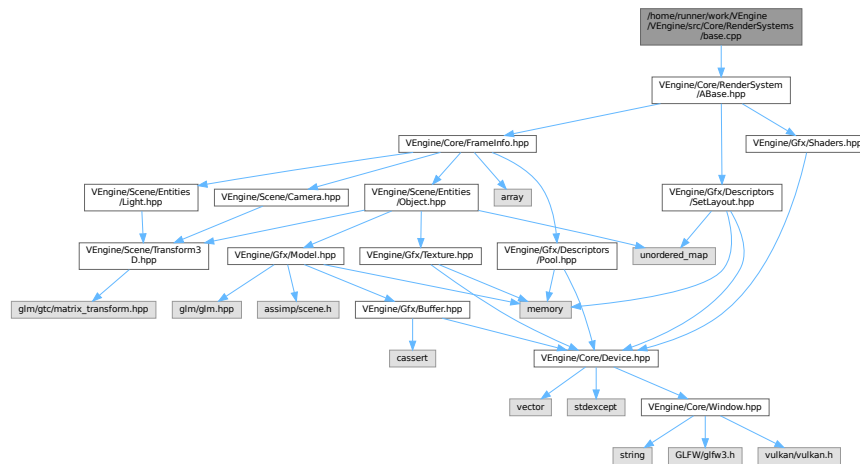 /home/runner/work/VEngine
/VEngine/src/Core/RenderSystems
/base.cpp
VEngine/Core/RenderSystem
/ABase.hpp
VEngine/Core/FrameInfo.hpp
VEngine/Gfx/Shaders.hpp
VEngine/Scene/Entities
/Light.hpp
VEngine/Scene/Camera.hpp
VEngine/Scene/Entities
/Object.hpp
array
VEngine/Gfx/Descriptors
/SetLayout.hpp
VEngine/Scene/Transform3
D.hpp
VEngine/Gfx/Model.hpp
VEngine/Gfx/Texture.hpp
VEngine/Gfx/Descriptors
/Pool.hpp
unordered_map
glm/gtc/matrix_transform.hpp
glm/glm.hpp
assimp/scene.h
VEngine/Gfx/Buffer.hpp
memory
cassert
VEngine/Core/Device.hpp
vector
stdexcept
VEngine/Core/Window.hpp
string
GLFW/glfw3.h
vulkan/vulkan.h